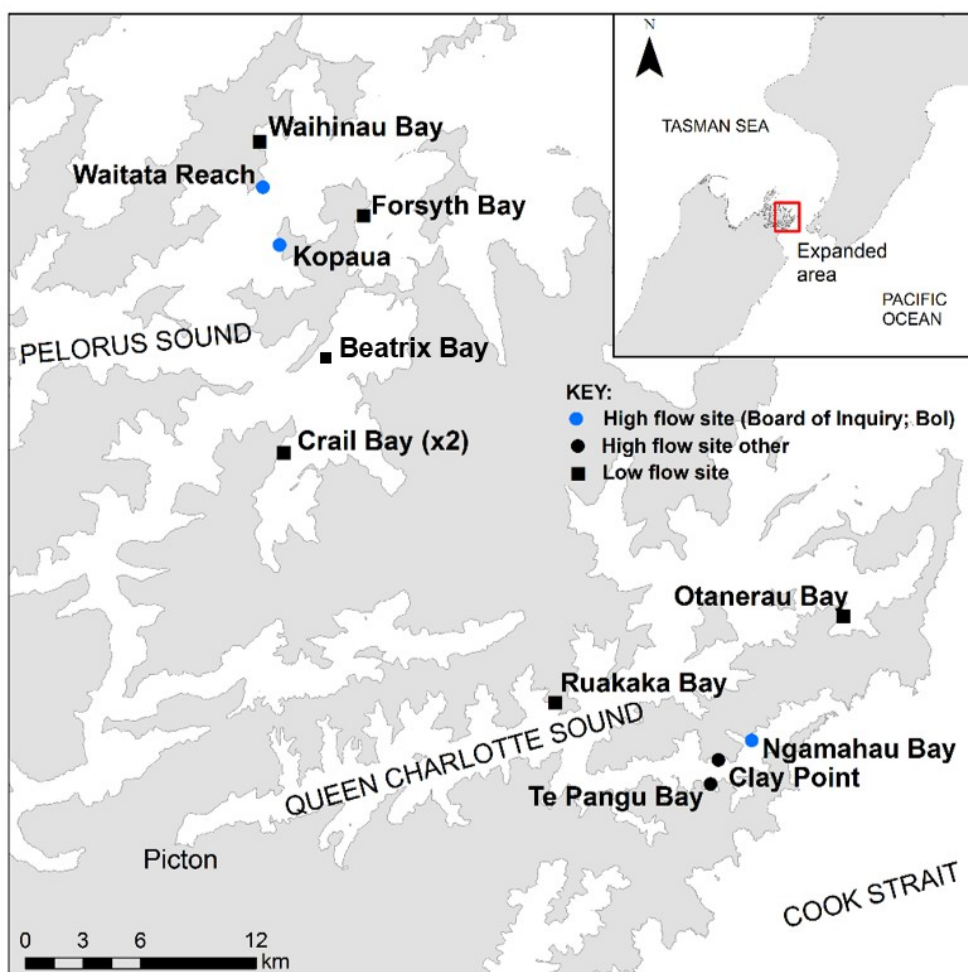 N
TASMAN SEA
Expanded
area
PACIFIC
OCEAN
Waihinau Bay
Waitata Reach
Forsyth Bay
Kopaua
PELORUS SOUND
Beatrix Bay
Crail Bay (x2)
KEY:
High flow site (Board of Inquiry; BoI)
High flow site other
Low flow site
Otanerau Bay
Ruakaka Bay
QUEEN CHARLOTTE SOUND
Ngamahau Bay
Clay Point
Te Pangu Bay
Picton
COOK STRAIT
0 3 6 12
km